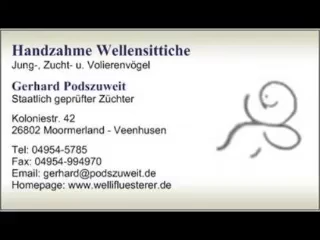 Handzahme Wellensittiche
Jung-, Zucht- u. Volierenvögel
Gerhard Podszuweit
Staatlich geprüfter Züchter
Koloniestr. 42
26802 Moormerland - Veenhusen
Tel: 04954-5785
Fax: 04954-994970
Email: gerhard@podszuweit.de
Homepage: www.wellifluesterer.de